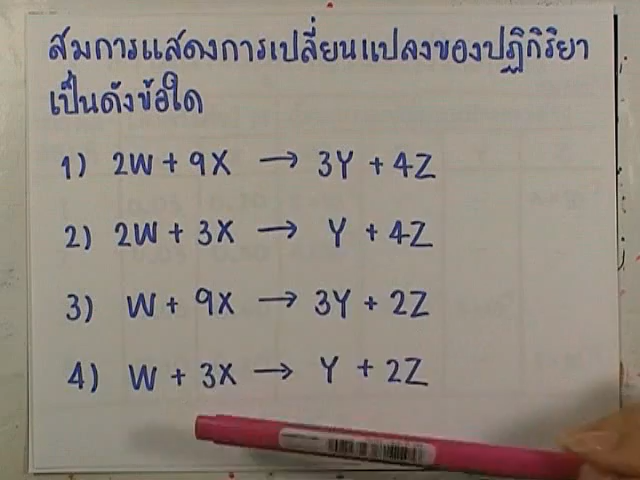 สมการแสดงการเปลี่ยนแปลงของปฏิกิริยา
เป็นดังข้อใด
1) 2W + 9X → 3Y + 4Z
2) 2W + 3X → Y + 4Z
3) W + 9X → 3Y + 2Z
4) W + 3X → Y + 2Z